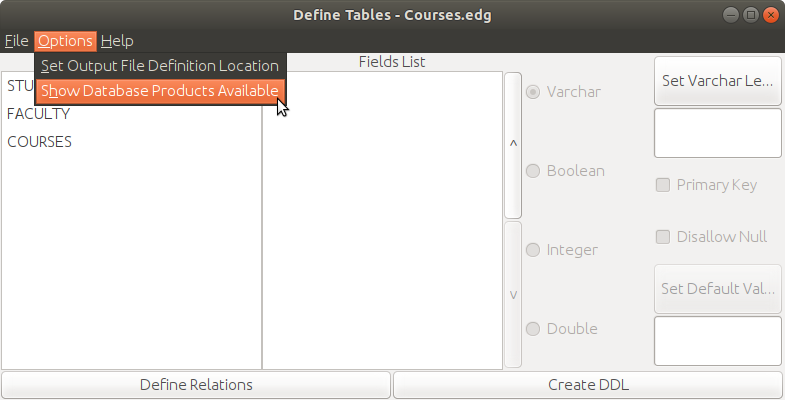 Define Tables - Courses.edg
File Options Help
Set Output File Definition Location
Show Database Products Available
Fields List
STU
FACULTY
COURSES
^
v
Varchar
Boolean
Integer
Double
Set Varchar Le...
Primary Key
Disallow Null
Set Default Val...
Define Relations
Create DDL